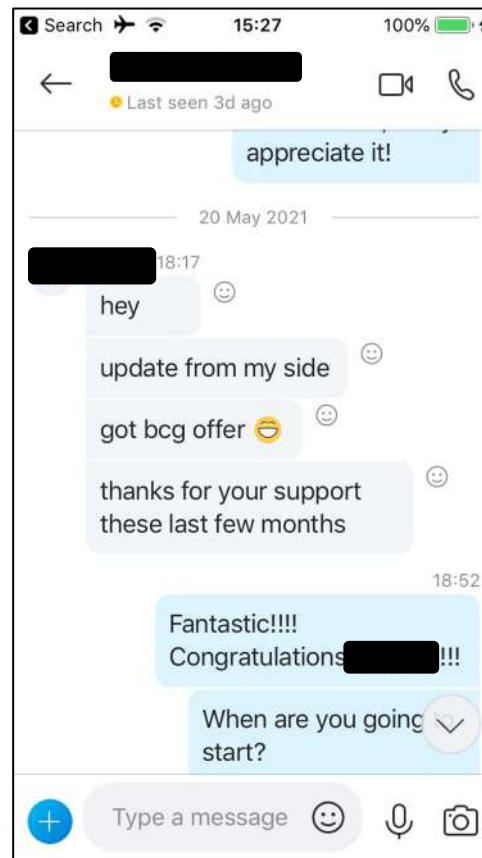 Search 15:27 100%
Last seen 3d ago
appreciate it!
20 May 2021
18:17
hey
update from my side
got bcg offer 😁
thanks for your support
these last few months
18:52
Fantastic!!!!
Congratulations !!!
When are you going
start?
Type a message